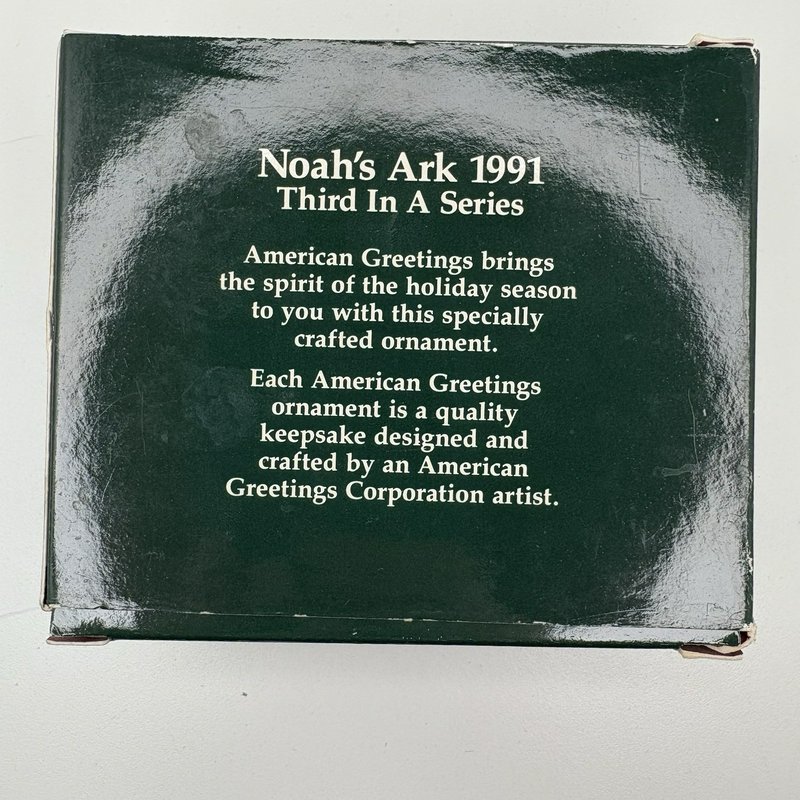 Noah's Ark 1991
Third In A Series
American Greetings brings
the spirit of the holiday season
to you with this specially
crafted ornament.
Each American Greetings
ornament is a quality
keepsake designed and
crafted by an American
Greetings Corporation artist.